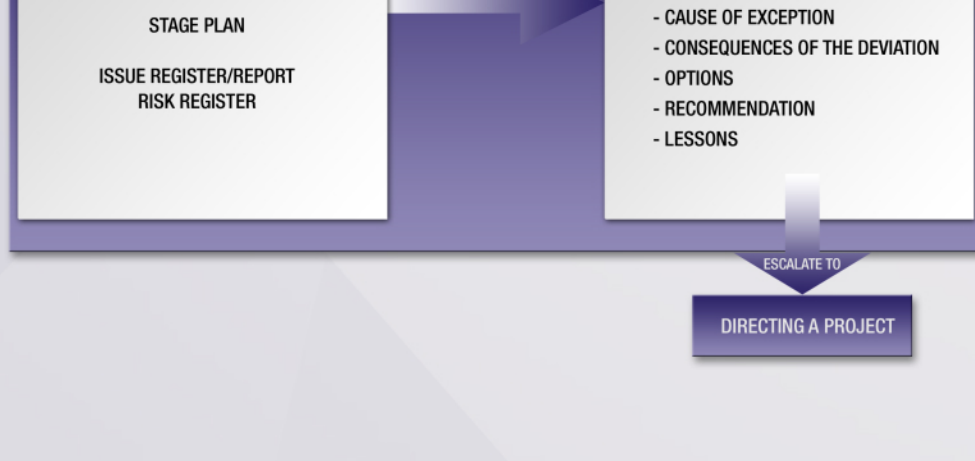 STAGE PLAN
ISSUE REGISTER/REPORT
RISK REGISTER
- CAUSE OF EXCEPTION
- CONSEQUENCES OF THE DEVIATION
- OPTIONS
- RECOMMENDATION
- LESSONS
ESCALATE TO
DIRECTING A PROJECT